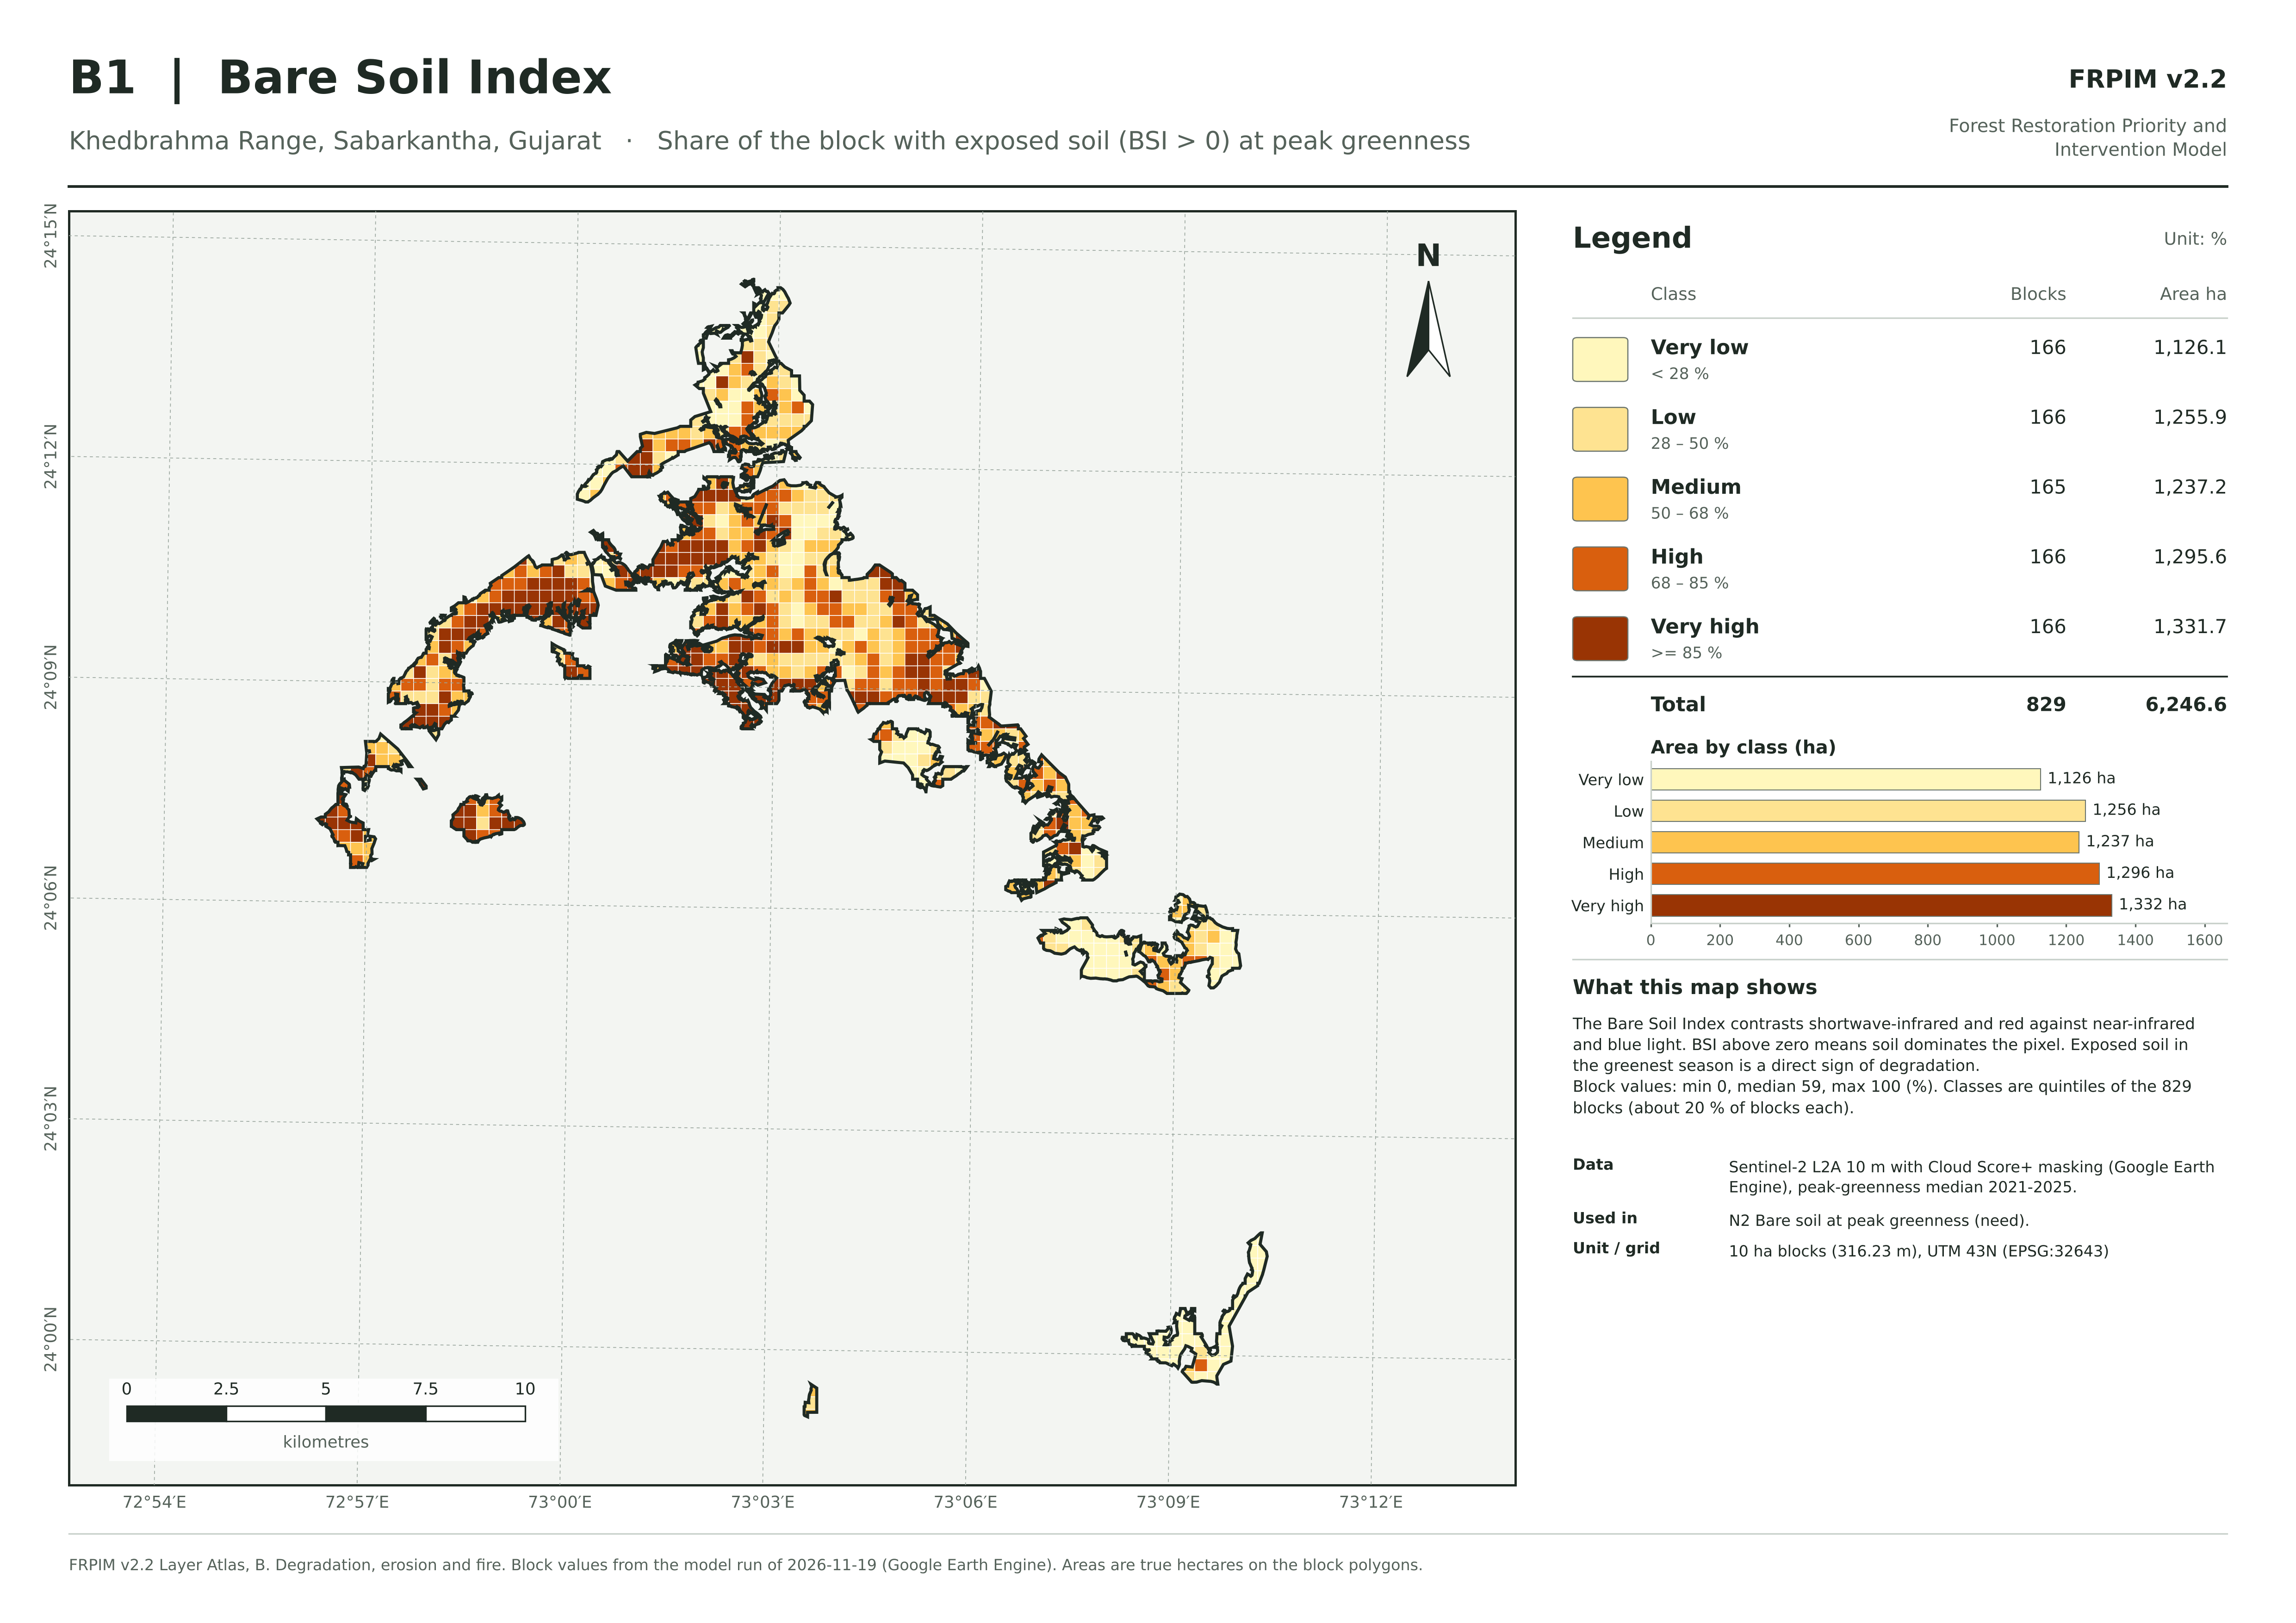 B1 | Bare Soil Index
FRPIM v2.2
Khedbrahma Range, Sabarkantha, Gujarat · Share of the block with exposed soil (BSI > 0) at peak greenness
Forest Restoration Priority and
Intervention Model
24°15′N
24°12′N
24°09′N
24°06′N
24°03′N
24°00′N
N
0 2.5 5 7.5 10
kilometres
72°54′E 72°57′E 73°00′E 73°03′E 73°06′E 73°09′E 73°12′E
Legend Unit: %
Class Blocks Area ha
Very low 166 1,126.1
< 28 %
Low 166 1,255.9
28 – 50 %
Medium 165 1,237.2
50 – 68 %
High 166 1,295.6
68 – 85 %
Very high 166 1,331.7
>= 85 %
Total 829 6,246.6
Area by class (ha)
Very low 1,126 ha
Low 1,256 ha
Medium 1,237 ha
High 1,296 ha
Very high 1,332 ha
0 200 400 600 800 1000 1200 1400 1600
What this map shows
The Bare Soil Index contrasts shortwave-infrared and red against near-infrared
and blue light. BSI above zero means soil dominates the pixel. Exposed soil in
the greenest season is a direct sign of degradation.
Block values: min 0, median 59, max 100 (%). Classes are quintiles of the 829
blocks (about 20 % of blocks each).
Data Sentinel-2 L2A 10 m with Cloud Score+ masking (Google Earth
Engine), peak-greenness median 2021-2025.
Used in N2 Bare soil at peak greenness (need).
Unit / grid 10 ha blocks (316.23 m), UTM 43N (EPSG:32643)
FRPIM v2.2 Layer Atlas, B. Degradation, erosion and fire. Block values from the model run of 2026-11-19 (Google Earth Engine). Areas are true hectares on the block polygons.